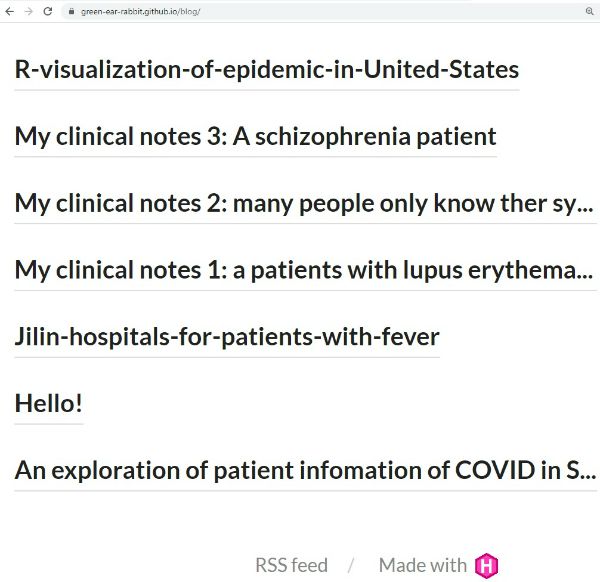 green-ear-rabbit.github.io/blog/
R-visualization-of-epidemic-in-United-States
My clinical notes 3: A schizophrenia patient
My clinical notes 2: many people only know ther sy...
My clinical notes 1: a patients with lupus erythema...
Jilin-hospitals-for-patients-with-fever
Hello!
An exploration of patient infomation of COVID in S...
RSS feed / Made with H